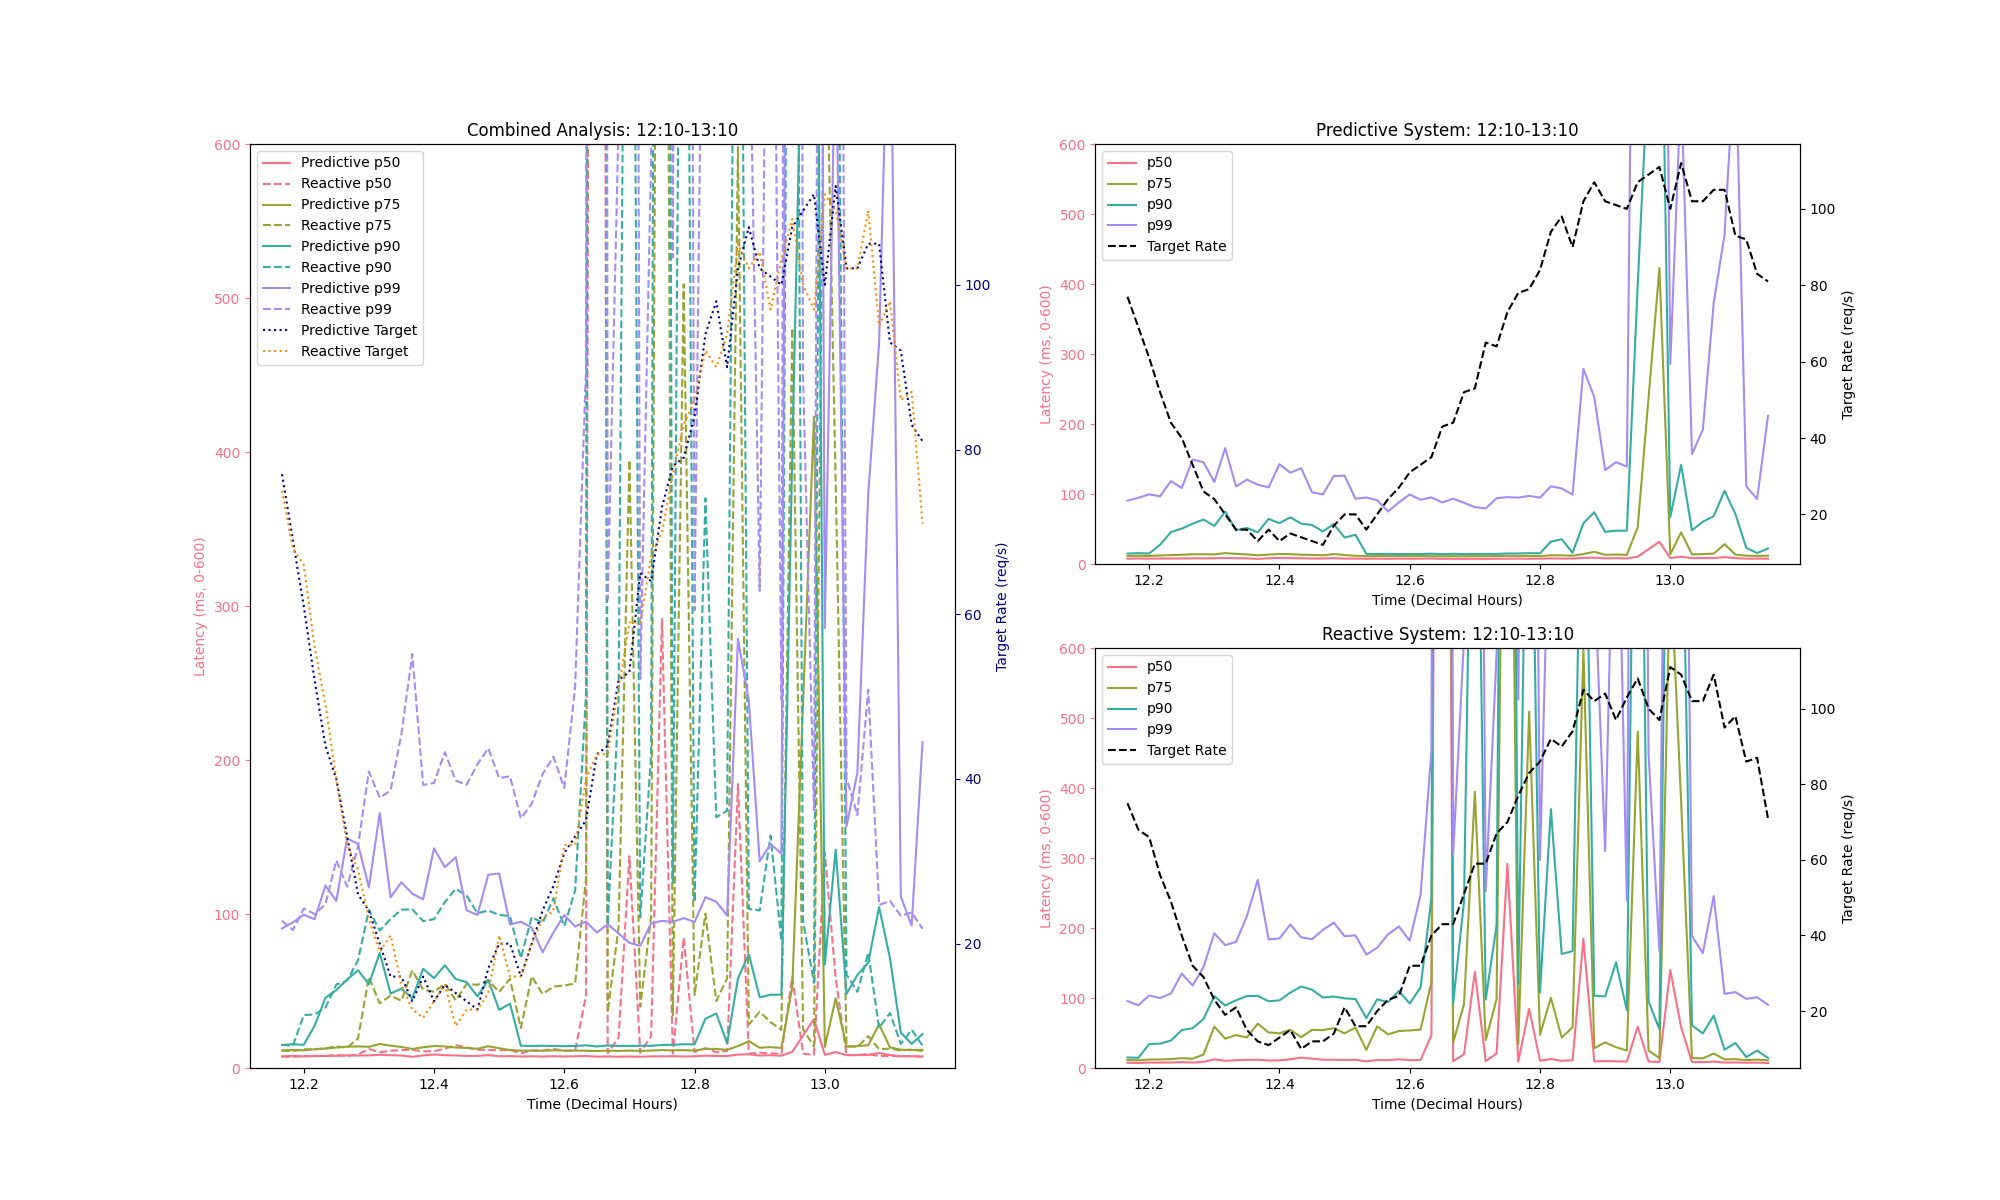 Combined Analysis: 12:10-13:10
600
500
400
300
200
100
0
Latency (ms, 0-600)
Predictive p50
Reactive p50
Predictive p75
Reactive p75
Predictive p90
Reactive p90
Predictive p99
Reactive p99
Predictive Target
Reactive Target
100
80
60
40
20
Target Rate (req/s)
12.2 12.4 12.6 12.8 13.0
Time (Decimal Hours)
Predictive System: 12:10-13:10
600
500
400
300
200
100
0
Latency (ms, 0-600)
p50
p75
p90
p99
Target Rate
100
80
60
40
20
Target Rate (req/s)
12.2 12.4 12.6 12.8 13.0
Time (Decimal Hours)
Reactive System: 12:10-13:10
600
500
400
300
200
100
0
Latency (ms, 0-600)
p50
p75
p90
p99
Target Rate
100
80
60
40
20
Target Rate (req/s)
12.2 12.4 12.6 12.8 13.0
Time (Decimal Hours)